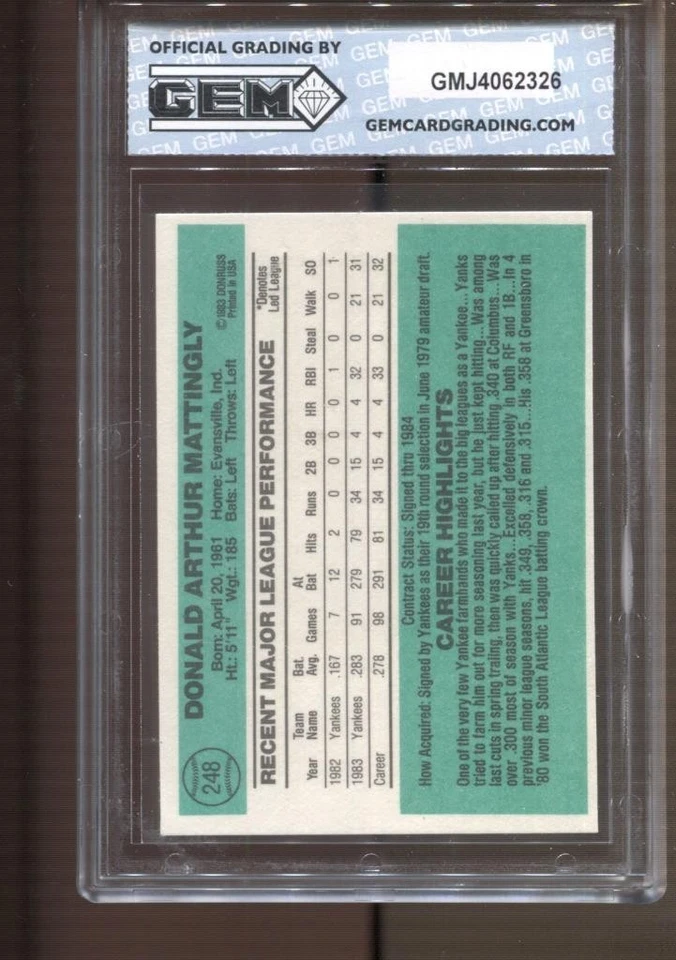 OFFICIAL GRADING BY
GEM
GMJ4062326
GEMCARDGRADING.COM
248
DONALD ARTHUR MATTINGLY
Born: April 20, 1961 Home: Evansville, Ind.
Ht.: 5'11" Wgt.: 185 Bats: Left Throws: Left
©1983 DONRUSS
Printed in USA
RECENT MAJOR LEAGUE PERFORMANCE
*Denotes
Led League
Year Team Name Bat. Avg. Games At Bat Hits Runs 2B 3B HR RBI Steal Walk SO
1982 Yankees .167 7 12 2 0 0 0 0 1 0 0 1
1983 Yankees .283 91 279 79 34 15 4 4 32 0 21 31
Career .278 98 291 81 34 15 4 4 33 0 21 32
Contract Status: Signed thru 1984
How Acquired: Signed by Yankees as their 19th round selection in June 1979 amateur draft.
CAREER HIGHLIGHTS
One of the very few Yankee farmhands who made it to the big leagues as a Yankee...Yanks
tried to farm him out for more seasoning last year, but he just kept hitting...Was among
last cuts in spring trailing, then was quickly called up after hitting .340 at Columbus...Was
over .300 most of season with Yanks...Excelled defensively in both RF and 1B...In 4
previous minor league seasons, hit .349, .358, .316 and .315...His .358 at Greensboro in
'80 won the South Atlantic League batting crown.